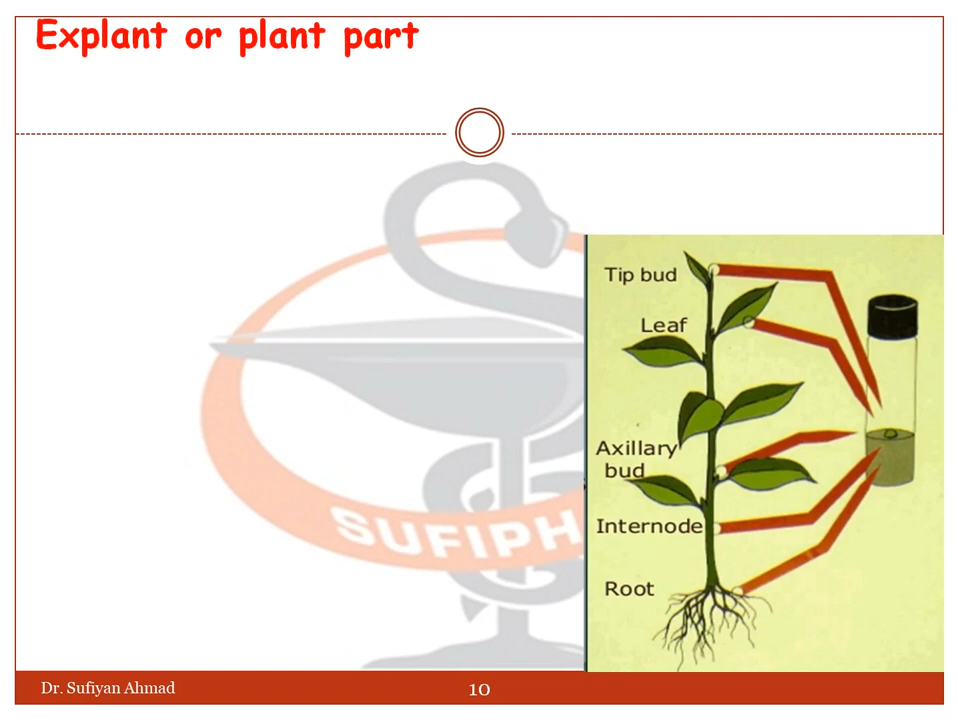 Explant or plant part
Tip bud
Leaf
Axillary
bud
Internode
Root
SUFIPH
Dr. Sufiyan Ahmad
10